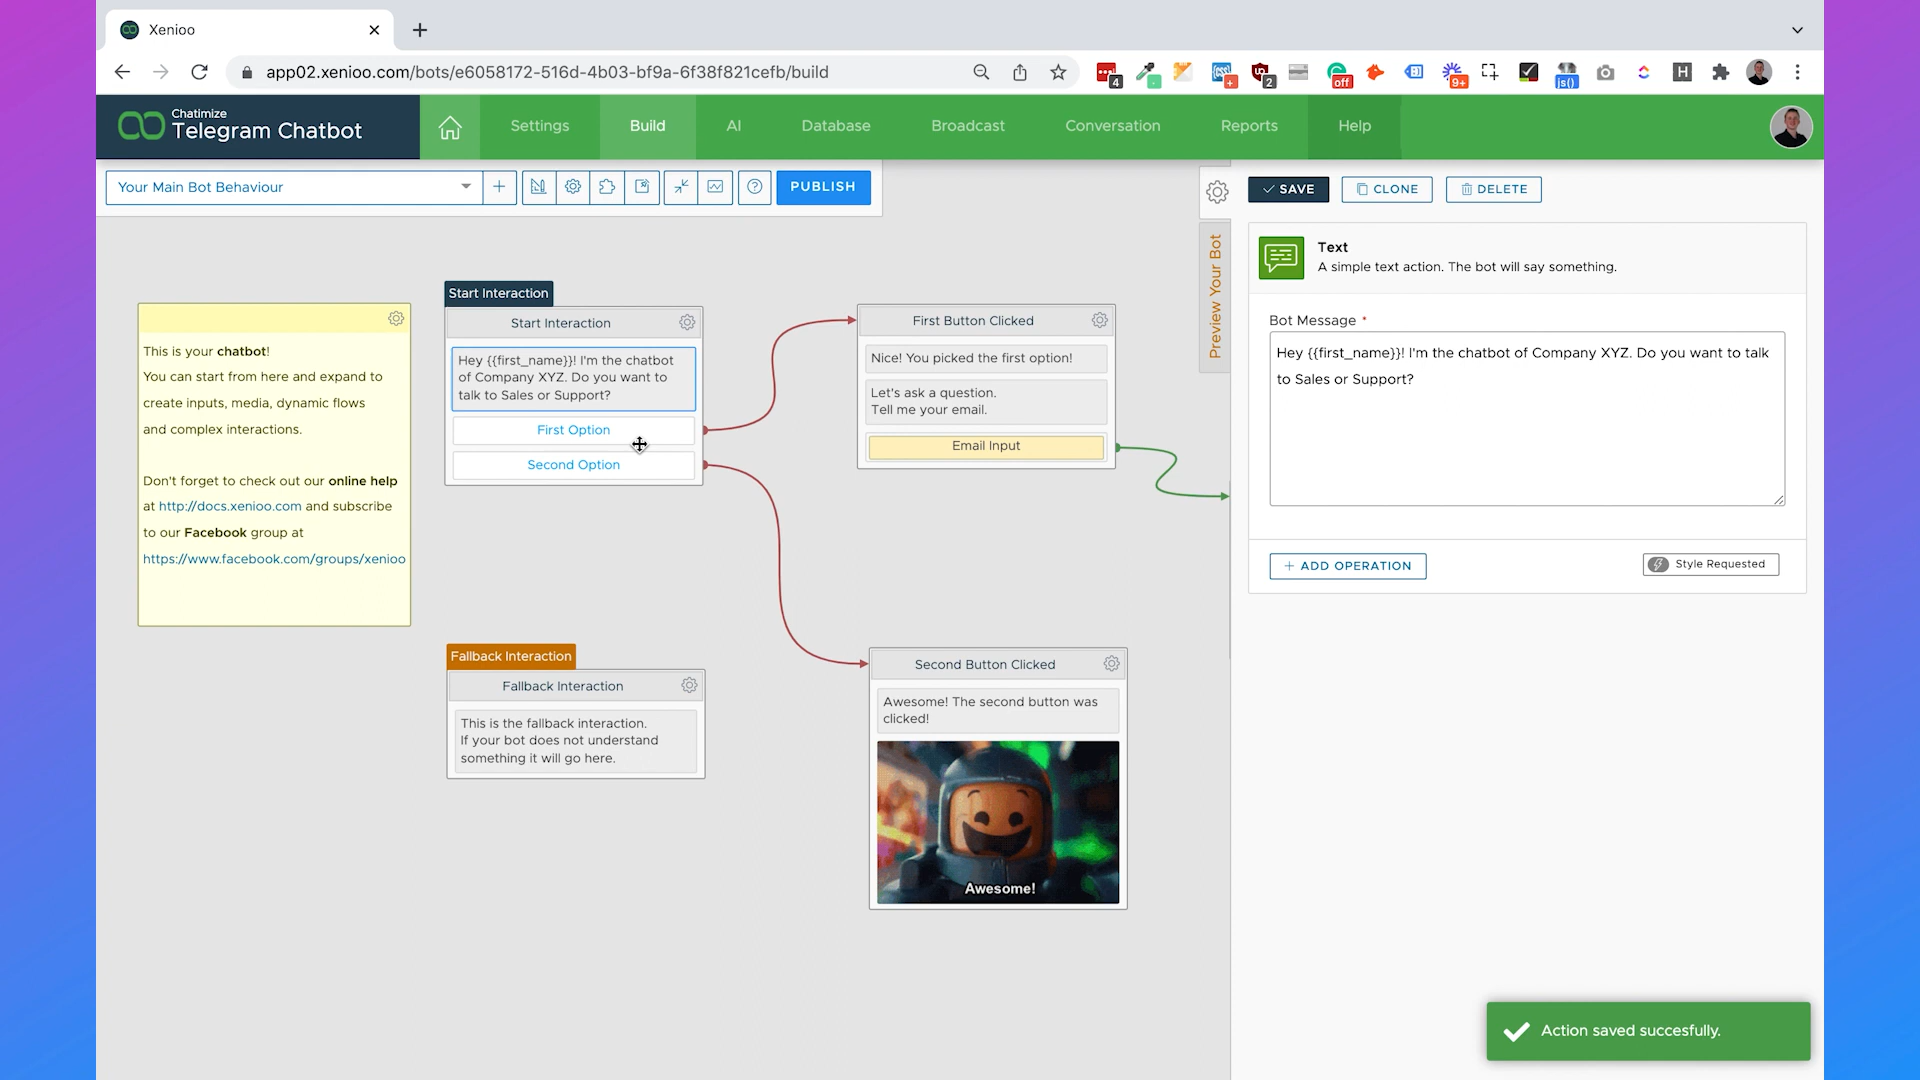 Xenioo
app02.xenioo.com/bots/e6058172-516d-4b03-bf9a-6f38f821cefb/build
4
2
off
9+
js()
H
Chatimize
Telegram Chatbot
Settings
Build
AI
Database
Broadcast
Conversation
Reports
Help
Your Main Bot Behaviour
PUBLISH
SAVE
CLONE
DELETE
Preview Your Bot
Text
A simple text action. The bot will say something.
Bot Message *
Hey {{first_name}}! I'm the chatbot of Company XYZ. Do you want to talk
to Sales or Support?
ADD OPERATION
Style Requested
This is your chatbot!
You can start from here and expand to
create inputs, media, dynamic flows
and complex interactions.
Don't forget to check out our online help
at http://docs.xenioo.com and subscribe
to our Facebook group at
https://www.facebook.com/groups/xenioo
Start Interaction
Start Interaction
Hey {{first_name}}! I'm the chatbot
of Company XYZ. Do you want to
talk to Sales or Support?
First Option
Second Option
First Button Clicked
Nice! You picked the first option!
Let's ask a question.
Tell me your email.
Email Input
Fallback Interaction
Fallback Interaction
This is the fallback interaction.
If your bot does not understand
something it will go here.
Second Button Clicked
Awesome! The second button was
clicked!
Awesome!
Action saved succesfully.